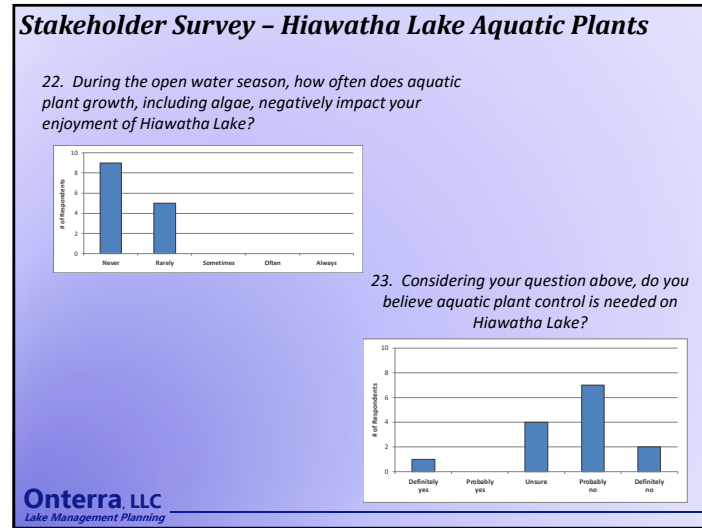 Stakeholder Survey – Hiawatha Lake Aquatic Plants
22. During the open water season, how often does aquatic
plant growth, including algae, negatively impact your
enjoyment of Hiawatha Lake?
10
8
6
4
2
0
# of Respondents
Never Rarely Sometimes Often Always
23. Considering your question above, do you
believe aquatic plant control is needed on
Hiawatha Lake?
10
8
6
4
2
0
# of Respondents
Definitely Probably Unsure Probably Definitely
yes yes no no
Onterra, LLC
Lake Management Planning